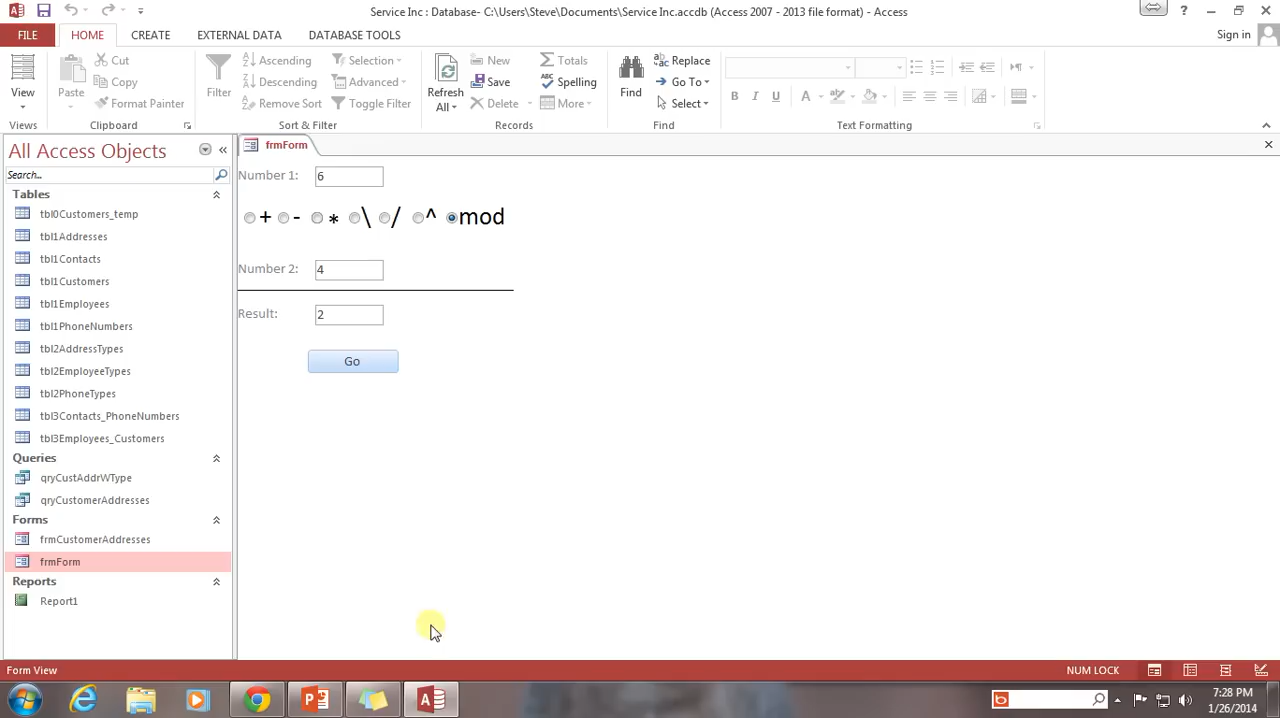 Service Inc : Database- C:\Users\Steve\Documents\Service Inc.accdb (Access 2007 - 2013 file format) - Access
FILE HOME CREATE EXTERNAL DATA DATABASE TOOLS Sign in
View
Views
Paste
Cut
Copy
Format Painter
Clipboard
Filter
Ascending
Descending
Remove Sort
Selection
Advanced
Toggle Filter
Sort & Filter
Refresh All
New
Save
Delete
Totals
Spelling
More
Records
Find
Replace
Go To
Select
Find
B I U A
Text Formatting
All Access Objects
Search...
Tables
tbl0Customers_temp
tbl1Addresses
tbl1Contacts
tbl1Customers
tbl1Employees
tbl1PhoneNumbers
tbl2AddressTypes
tbl2EmployeeTypes
tbl2PhoneTypes
tbl3Contacts_PhoneNumbers
tbl3Employees_Customers
Queries
qryCustAddrWType
qryCustomerAddresses
Forms
frmCustomerAddresses
frmForm
Reports
Report1
frmForm
Number 1: 6
+ - * \ / ^ mod
Number 2: 4
Result: 2
Go
Form View
NUM LOCK
7:28 PM
1/26/2014